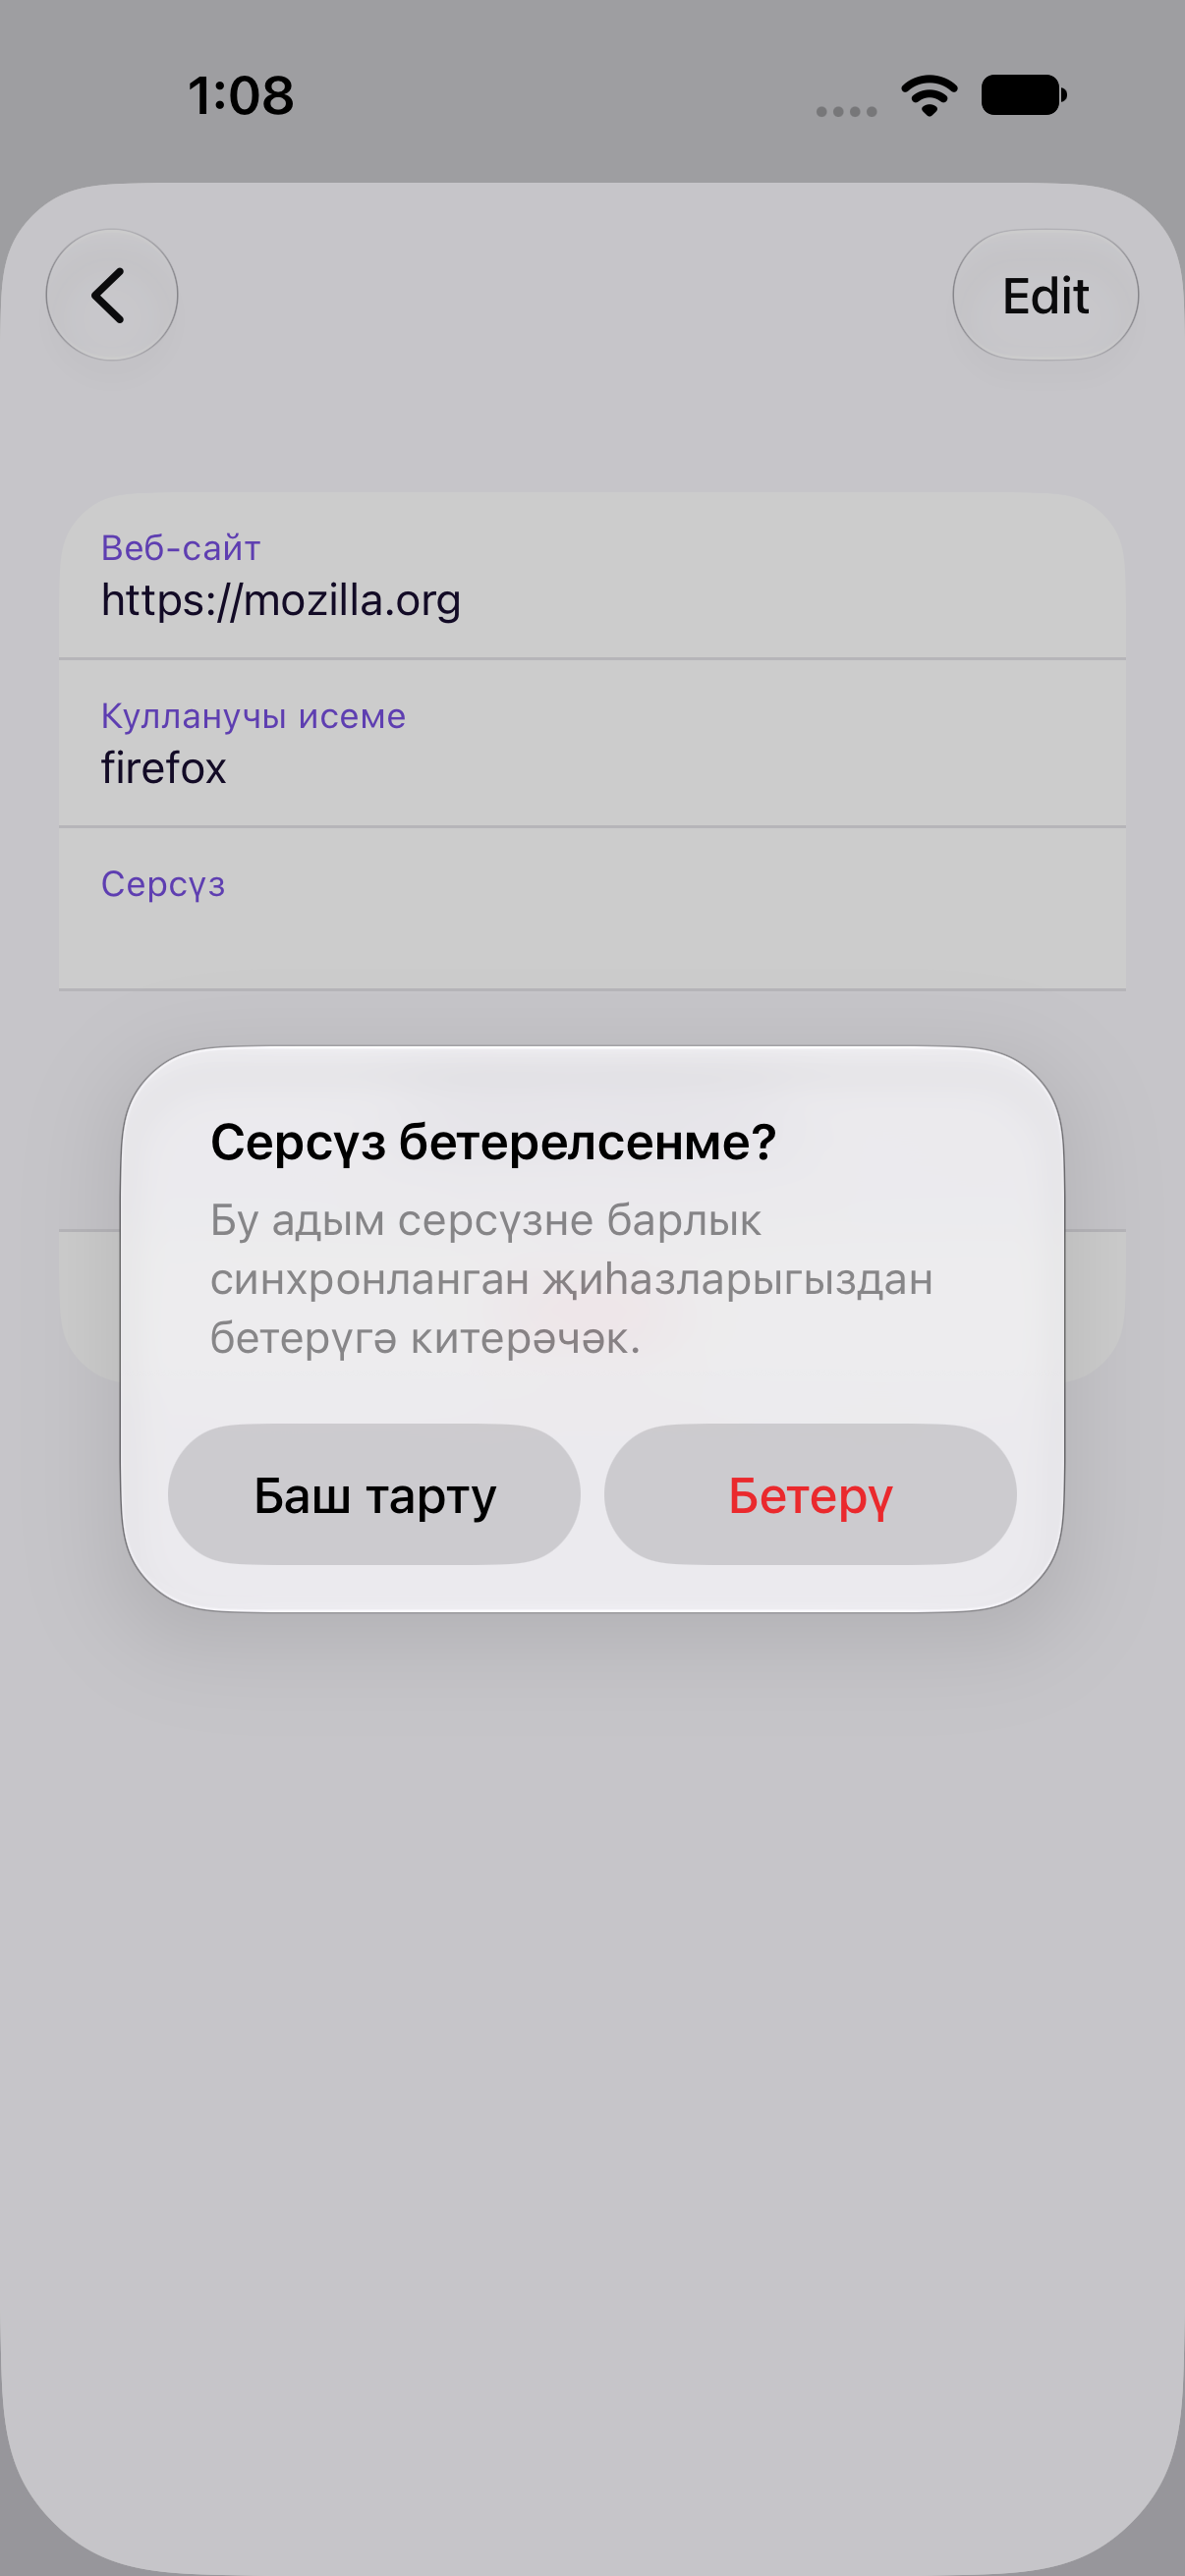 1:08
Edit
Веб-сайт
https://mozilla.org
Кулланучы исеме
firefox
Серсүз
Серсүз бетерелсенме?
Бу адым серсүзне барлык
синхронланган җиһазларыгыздан
бетерүгә китерәчәк.
Баш тарту
Бетерү